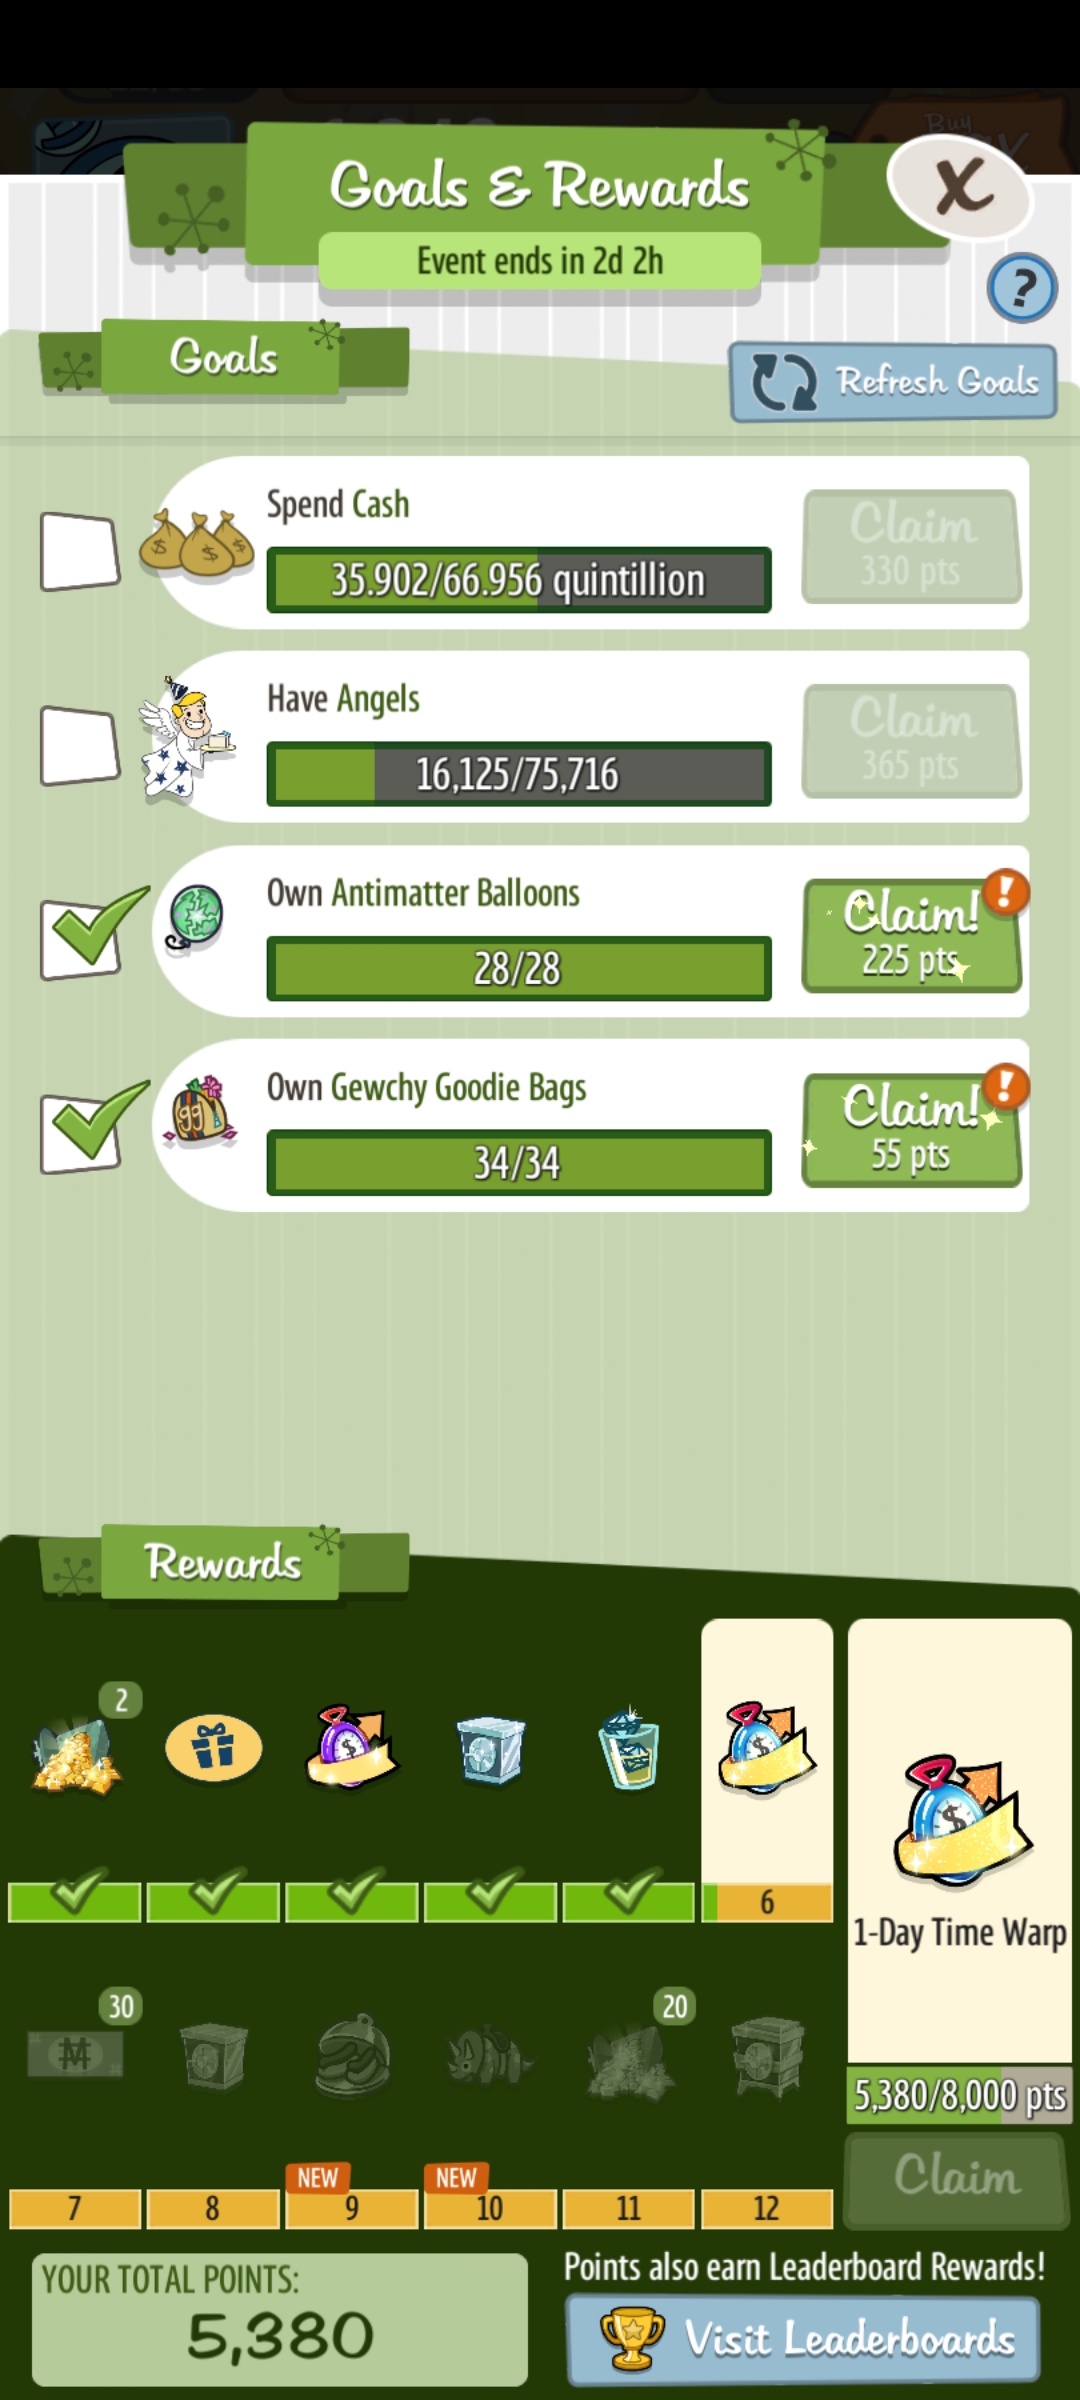 Buy
Goals & Rewards
X
Event ends in 2d 2h
?
Goals
Refresh Goals
Spend Cash
35.902/66.956 quintillion
Claim
330 pts
Have Angels
16,125/75,716
Claim
365 pts
Own Antimatter Balloons
28/28
Claim!
225 pts
!
Own Gewchy Goodie Bags
34/34
Claim!
55 pts
!
Rewards
2
6
1-Day Time Warp
30
20
5,380/8,000 pts
Claim
NEW
NEW
7
8
9
10
11
12
YOUR TOTAL POINTS:
5,380
Points also earn Leaderboard Rewards!
Visit Leaderboards